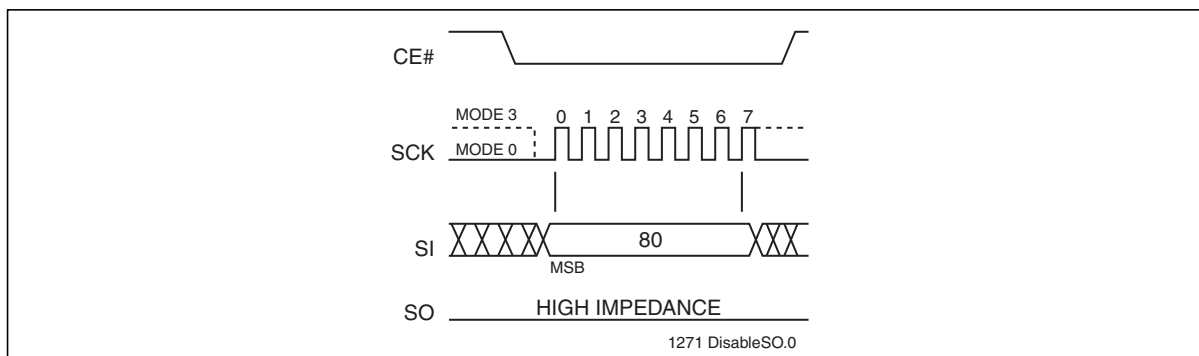 CE#
MODE 3 0 1 2 3 4 5 6 7
SCK MODE 0
SI 80
MSB
SO HIGH IMPEDANCE
1271 DisableSO.0